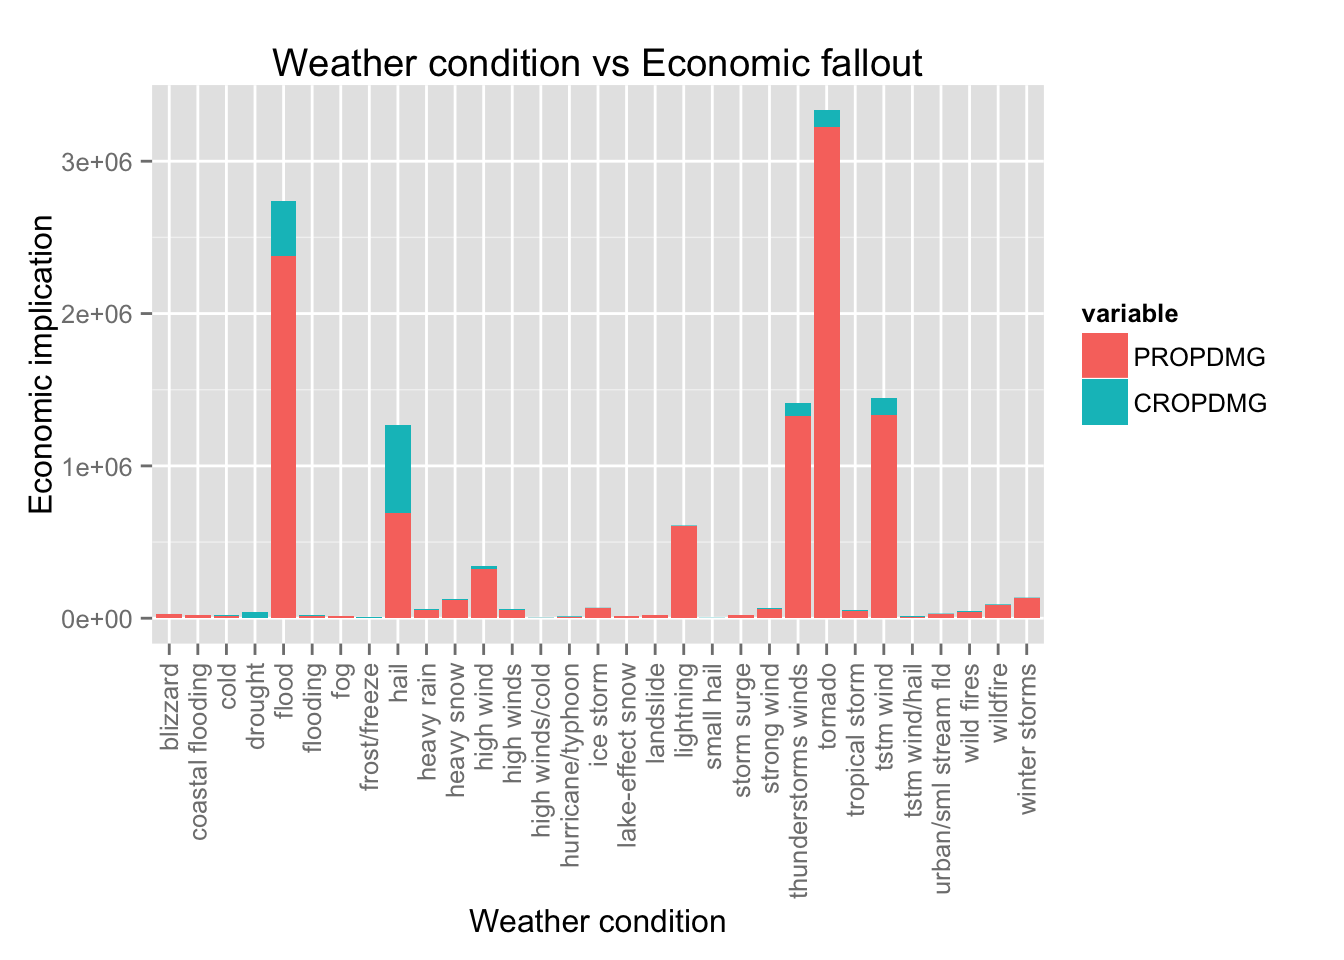 Weather condition vs Economic fallout
Economic implication
3e+06
2e+06
1e+06
0e+00
blizzard
coastal flooding
cold
drought
flood
flooding
fog
frost/freeze
hail
heavy rain
heavy snow
high wind
high winds
high winds/cold
hurricane/typhoon
ice storm
lake-effect snow
landslide
lightning
small hail
storm surge
strong wind
thunderstorms winds
tornado
tropical storm
tstm wind
tstm wind/hail
urban/sml stream fld
wild fires
wildfire
winter storms
Weather condition
variable
PROPDMG
CROPDMG